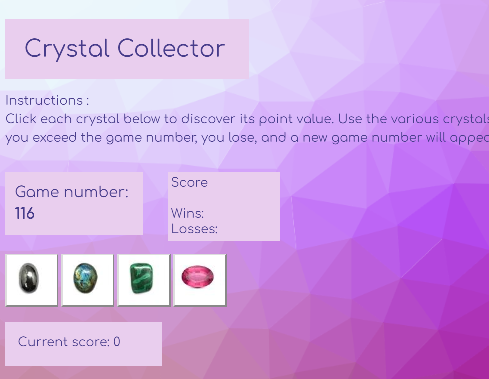 Crystal Collector
Instructions :
Click each crystal below to discover its point value. Use the various crystals
you exceed the game number, you lose, and a new game number will appea
Game number:
116
Score
Wins:
Losses:
Current score: 0